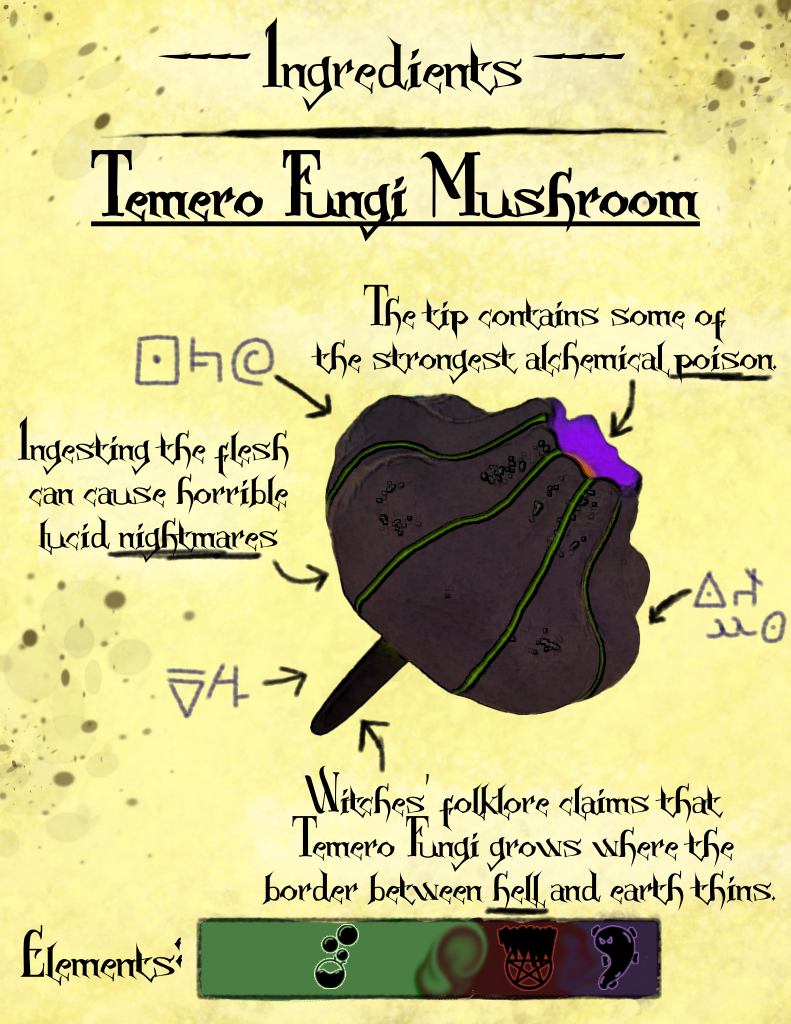 Ingredients
Temero Fungi Mushroom
The tip contains some of
the strongest alchemical poison.
Ingesting the flesh
can cause horrible
lucid nightmares
Witches' folklore claims that
Temero Fungi grows where the
border between hell and earth thins.
Elements: